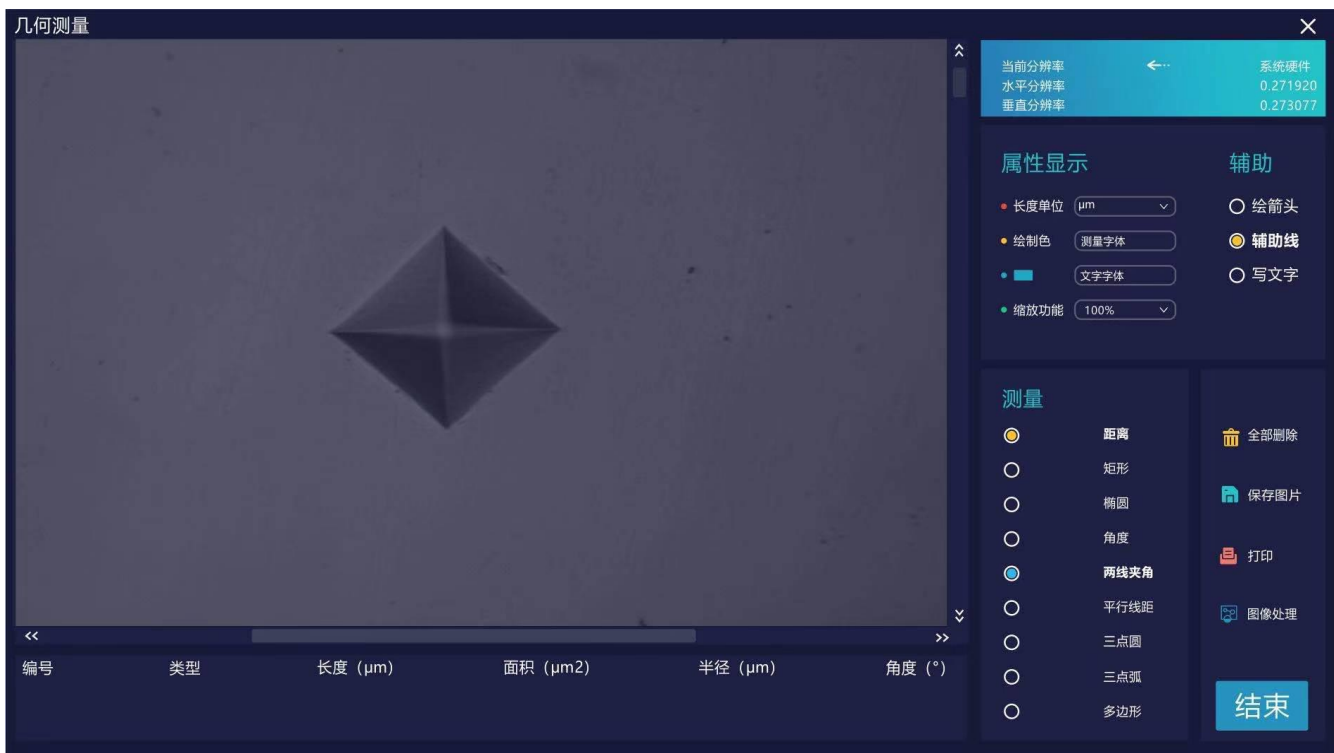 几何测量
当前分辨率 系统硬件
水平分辨率 0.271920
垂直分辨率 0.273077
属性显示
长度单位 μm
绘制色 测量字体
文字字体
缩放功能 100%
辅助
绘箭头
辅助线
写文字
测量
距离
矩形
椭圆
角度
两线夹角
平行线距
三点圆
三点弧
多边形
全部删除
保存图片
打印
图像处理
结束
编号 类型 长度（μm） 面积（μm2） 半径（μm） 角度（°）